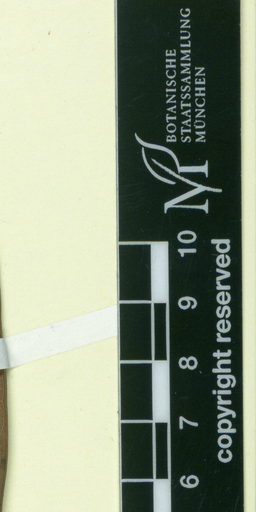 BOTANISCHE
STAATSSAMMLUNG
MÜNCHEN
M
10
9
8
7
6
copyright reserved